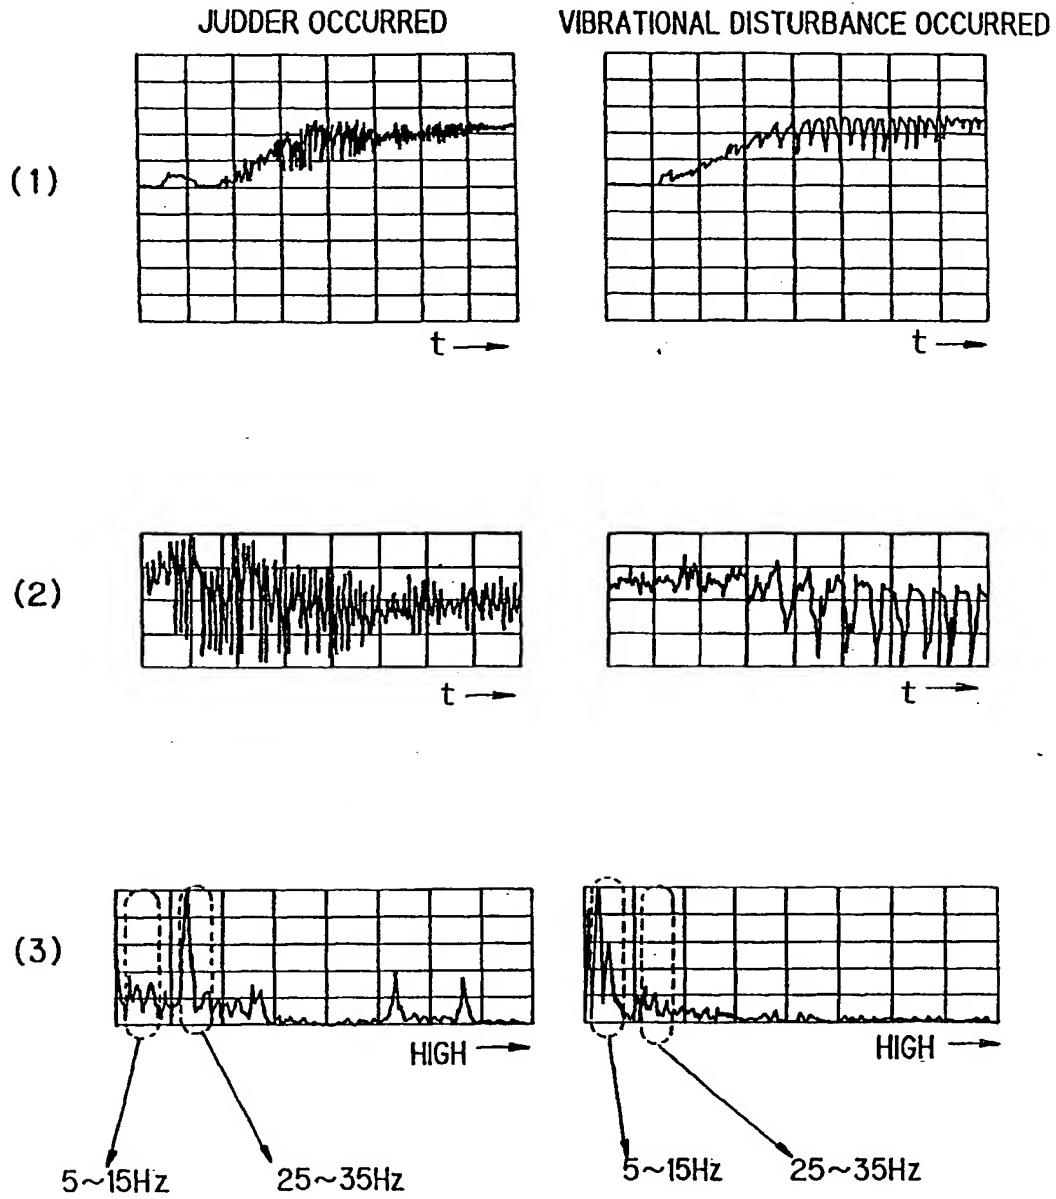 JUDDER OCCURRED VIBRATIONAL DISTURBANCE OCCURRED
(1)
t t
(2)
t t
(3)
HIGH HIGH
5~15Hz 25~35Hz 5~15Hz 25~35Hz